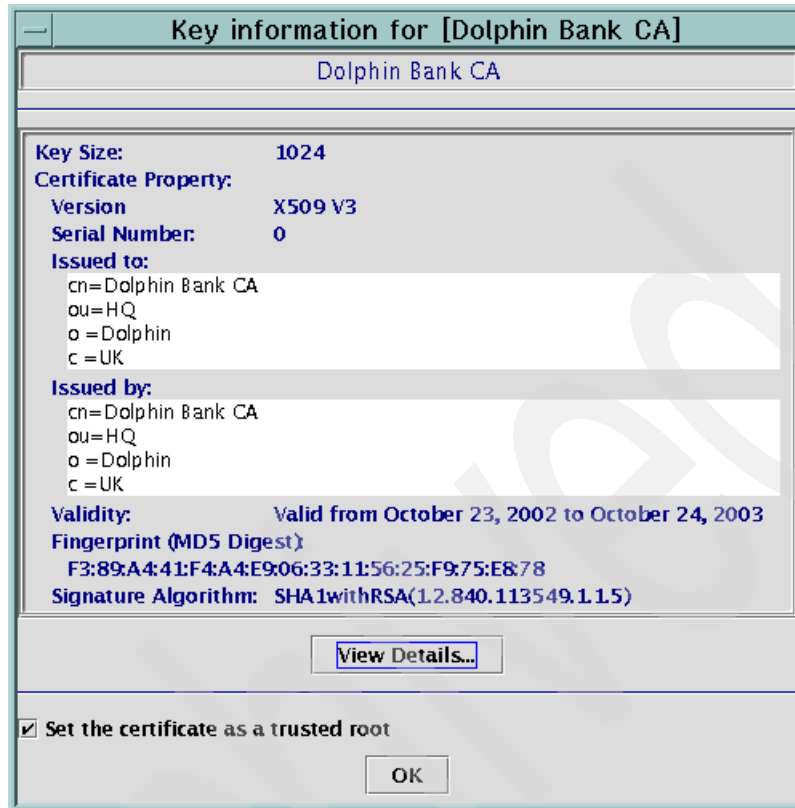 Key information for [Dolphin Bank CA]
Dolphin Bank CA
Key Size: 1024
Certificate Property:
Version X509 V3
Serial Number: 0
Issued to:
cn=Dolphin Bank CA
ou=HQ
o =Dolphin
c =UK
Issued by:
cn=Dolphin Bank CA
ou=HQ
o =Dolphin
c =UK
Validity: Valid from October 23, 2002 to October 24, 2003
Fingerprint (MD5 Digest):
F3:89:A4:41:F4:A4:E9:06:33:11:56:25:F9:75:E8:78
Signature Algorithm: SHA1withRSA(1.2.840.113549.1.1.5)
View Details...
Set the certificate as a trusted root
OK